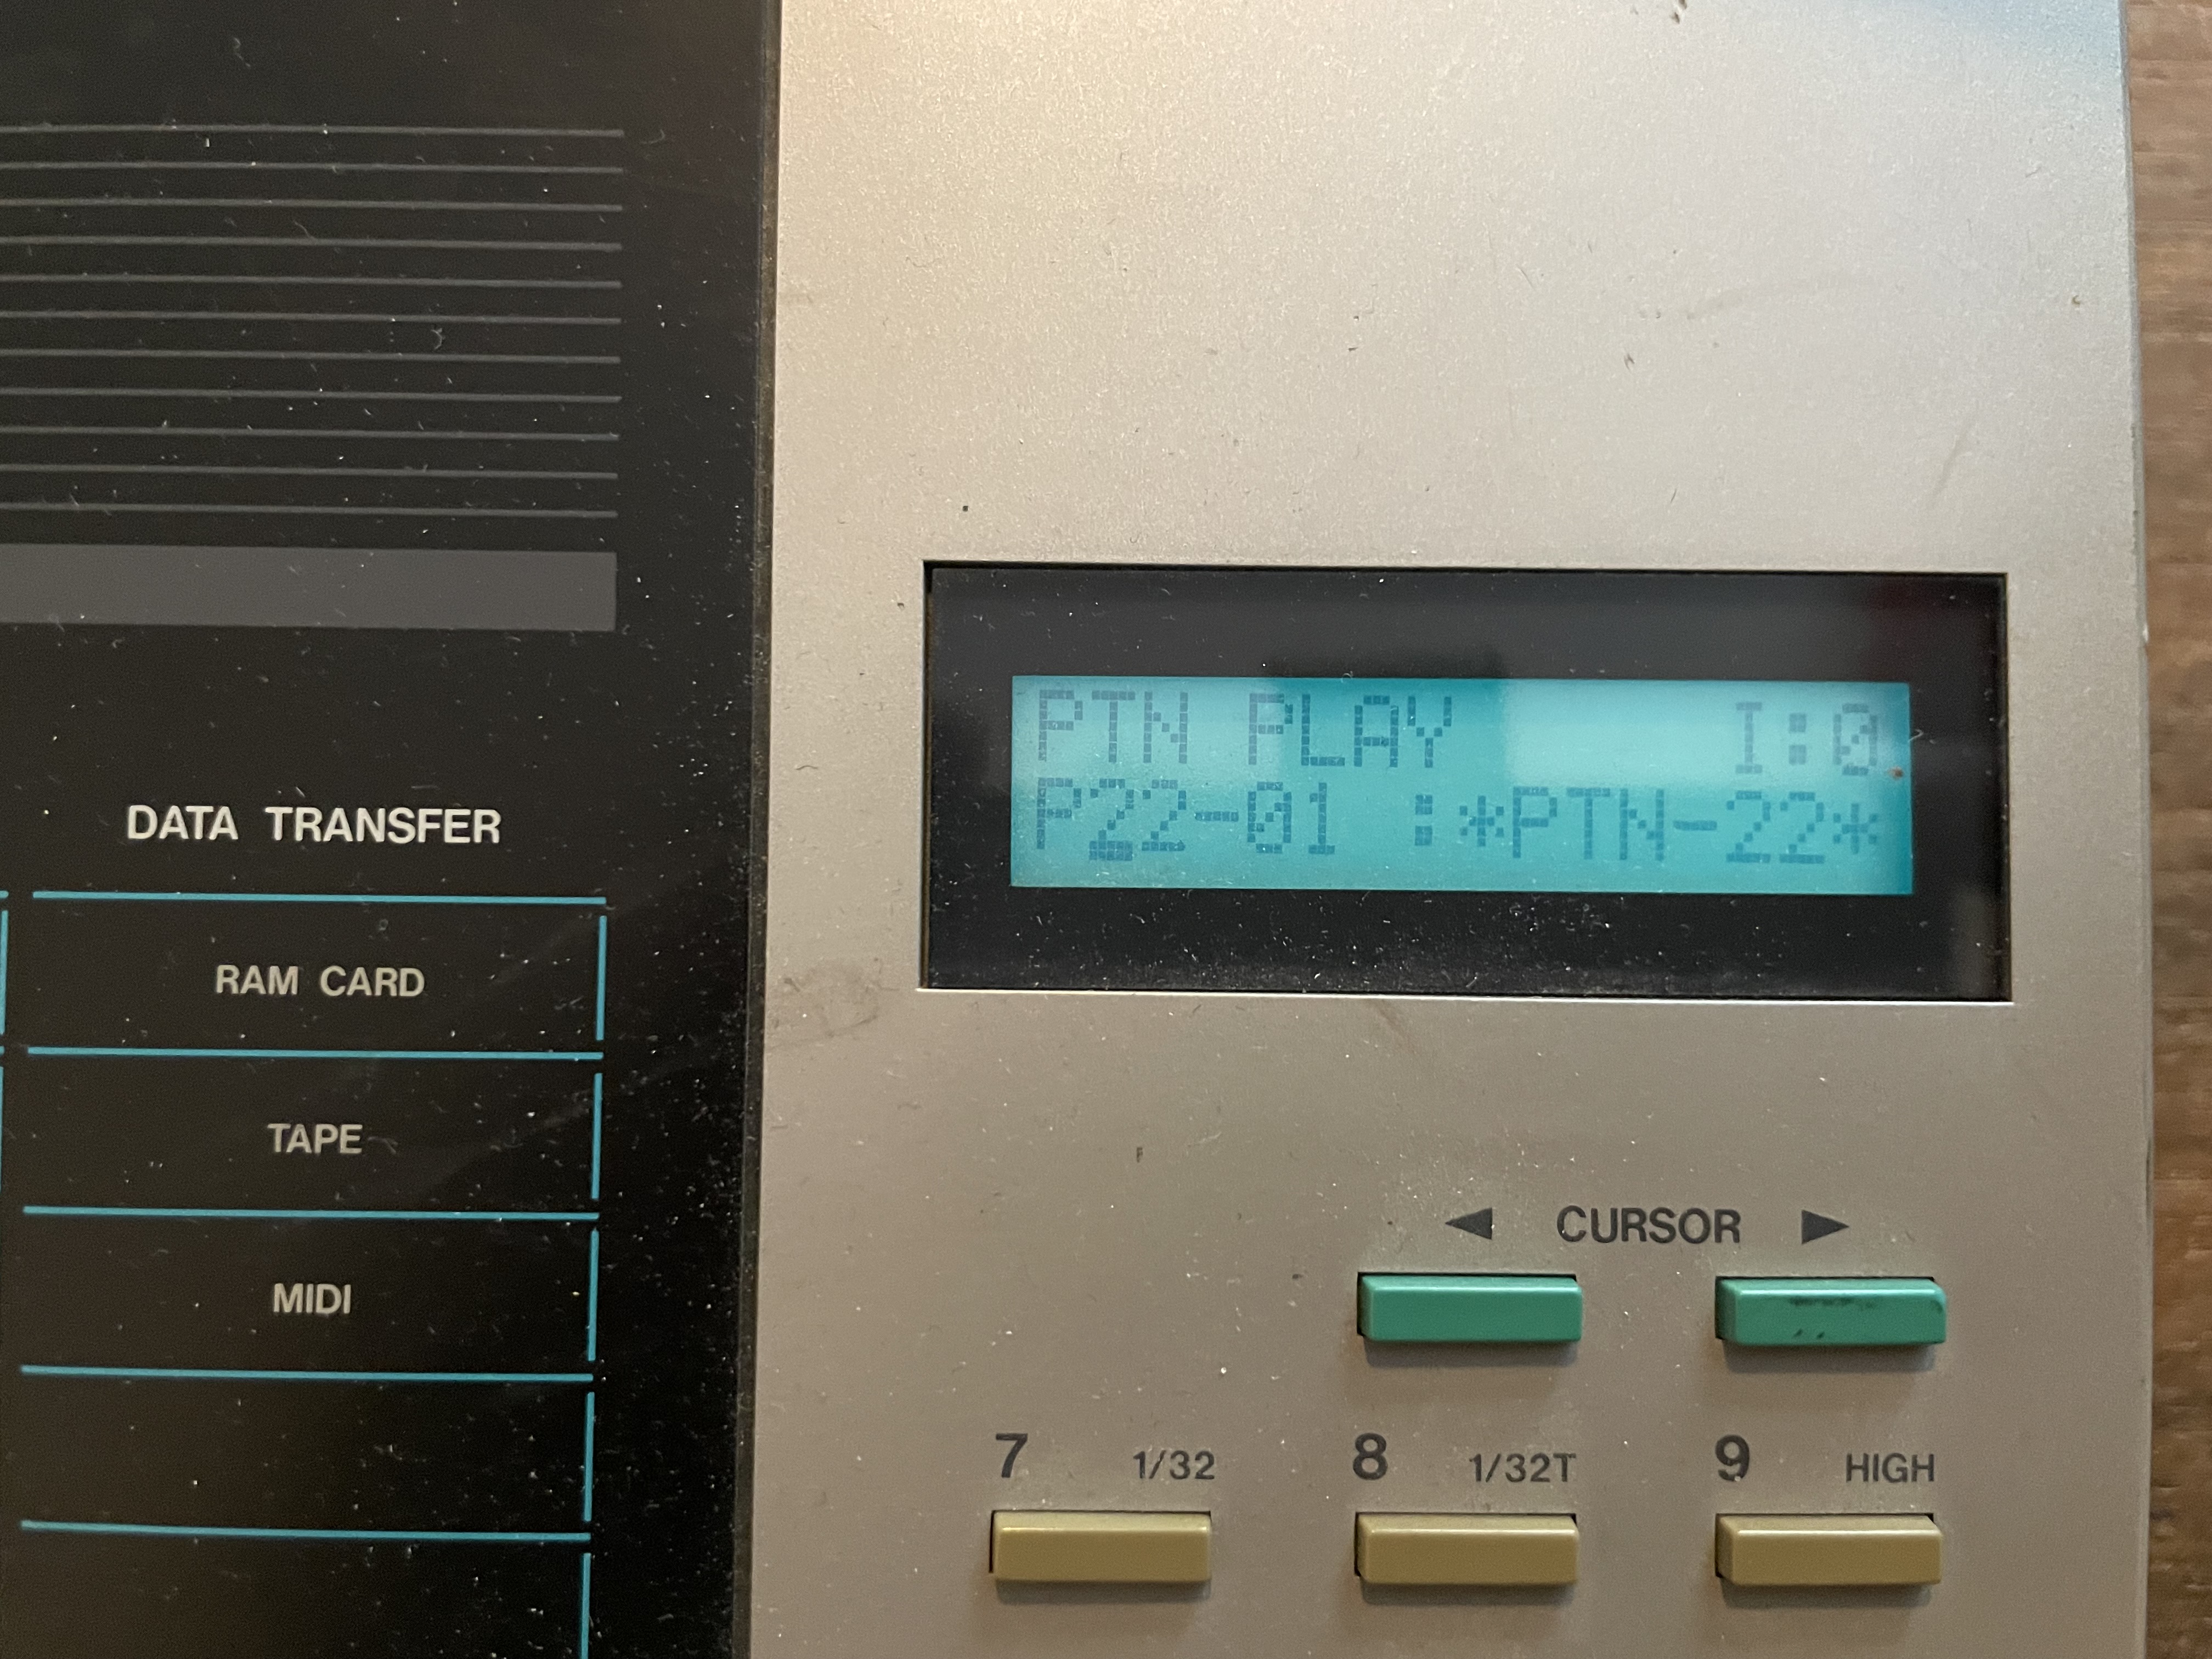 DATA TRANSFER
RAM CARD
TAPE
MIDI
PTN PLAY I:0
P22-01 :*PTN-22*
◀ CURSOR ▶
7 1/32 8 1/32T 9 HIGH